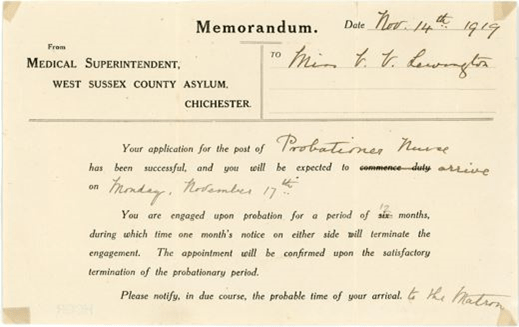 Memorandum.
Date Nov. 14th 1919
From
MEDICAL SUPERINTENDENT,
WEST SUSSEX COUNTY ASYLUM,
CHICHESTER.
TO
Miss V. V. Lewington
Your application for the post of Probationer Nurse
has been successful, and you will be expected to commence duty arrive
on Monday, November 17th.
You are engaged upon probation for a period of six 12 months,
during which time one month's notice on either side will terminate the
engagement. The appointment will be confirmed upon the satisfactory
termination of the probationary period.
Please notify, in due course, the probable time of your arrival. to the Matron